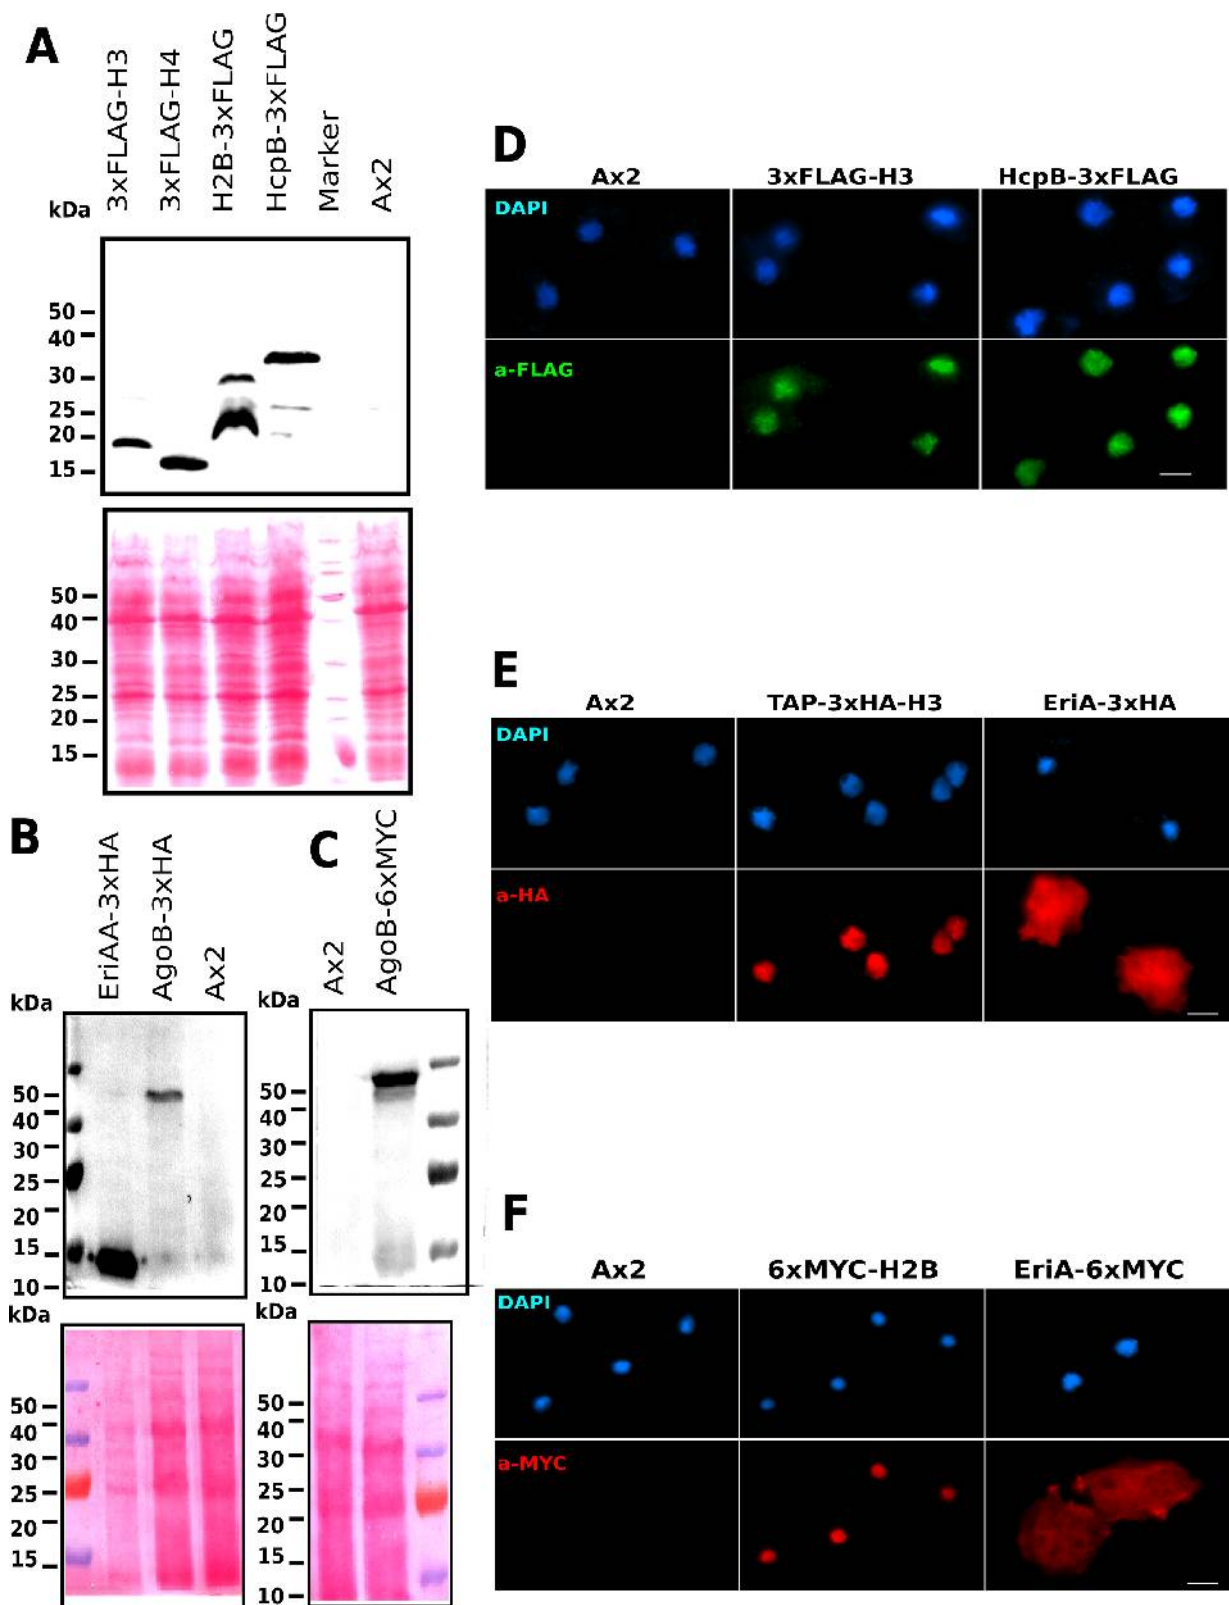 A
3xFLAG-H3
3xFLAG-H4
H2B-3xFLAG
HcpB-3xFLAG
Marker
Ax2
kDa
50
40
30
25
20
15
50
40
30
25
20
15
B
EriAA-3xHA
AgoB-3xHA
Ax2
kDa
50
40
30
25
20
15
10
kDa
50
40
30
25
20
15
C
Ax2
AgoB-6xMYC
kDa
50
40
30
25
20
15
10
kDa
50
40
30
25
20
15
10
D
Ax2 3xFLAG-H3 HcpB-3xFLAG
DAPI
a-FLAG
E
Ax2 TAP-3xHA-H3 EriA-3xHA
DAPI
a-HA
F
Ax2 6xMYC-H2B EriA-6xMYC
DAPI
a-MYC